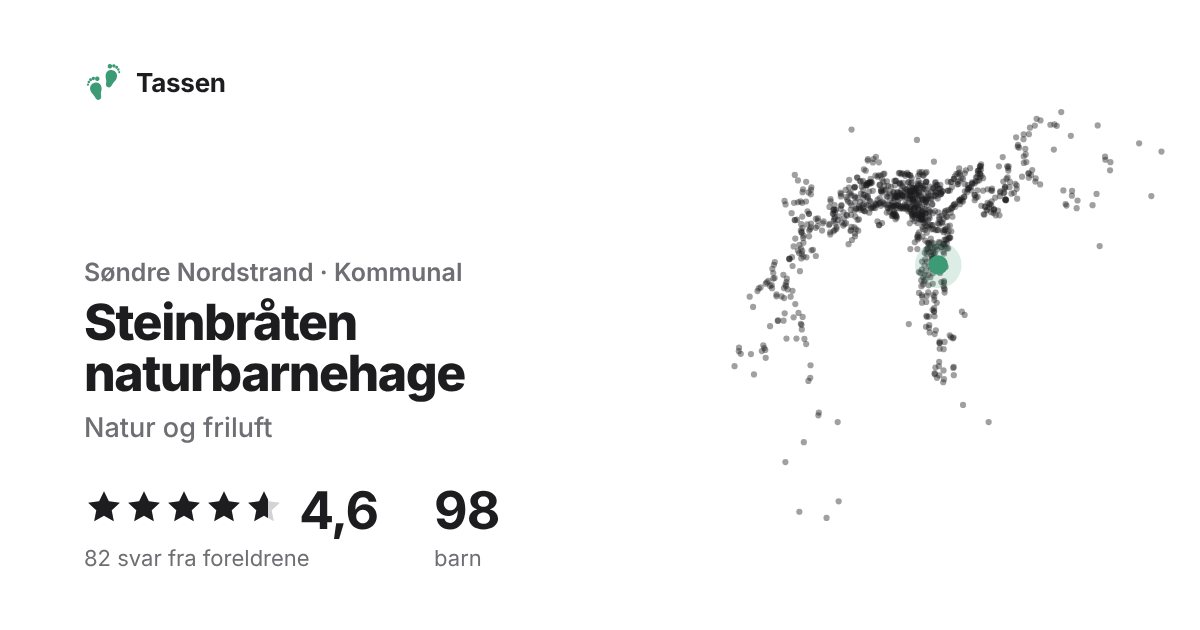 Tassen
Søndre Nordstrand · Kommunal
Steinbråten
naturbarnehage
Natur og friluft
4,6
98
82 svar fra foreldrene
barn